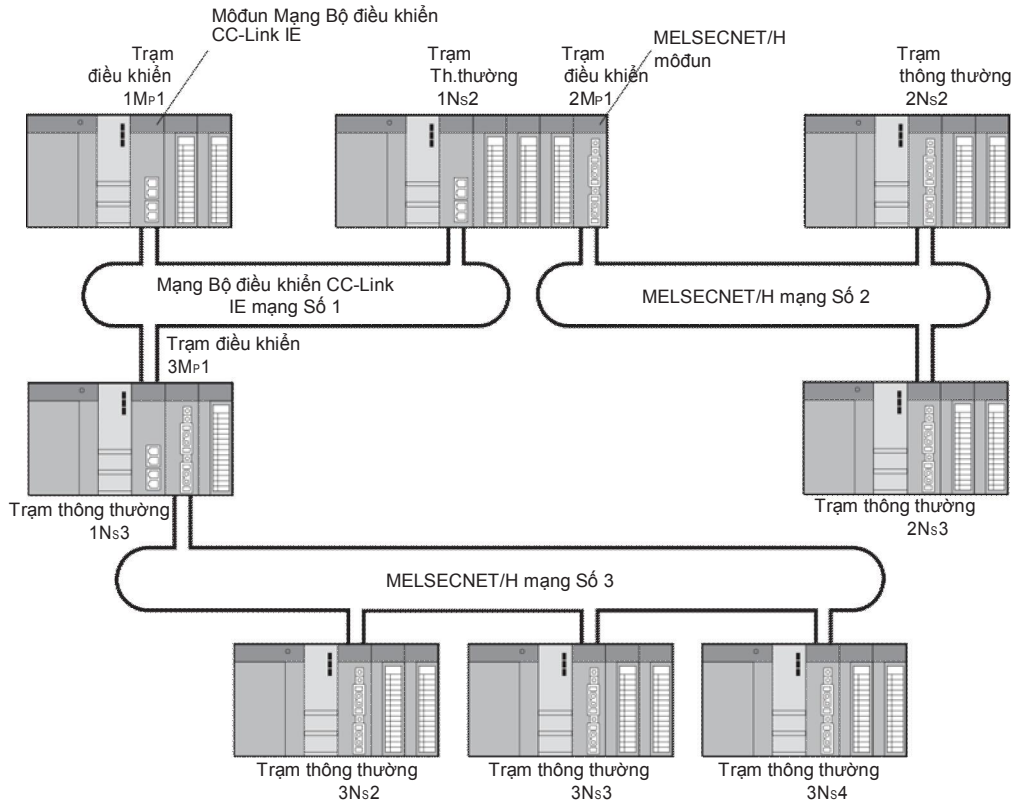 Môđun Mạng Bộ điều khiển
CC-Link IE
Trạm
điều khiển
1MP1
Trạm
Th.thường
1NS2
Trạm
điều khiển
2MP1
MELSECNET/H
môđun
Trạm
thông thường
2NS2
Mạng Bộ điều khiển CC-Link
IE mạng Số 1
MELSECNET/H mạng Số 2
Trạm điều khiển
3MP1
Trạm thông thường
1NS3
Trạm thông thường
2NS3
MELSECNET/H mạng Số 3
Trạm thông thường
3NS2
Trạm thông thường
3NS3
Trạm thông thường
3NS4